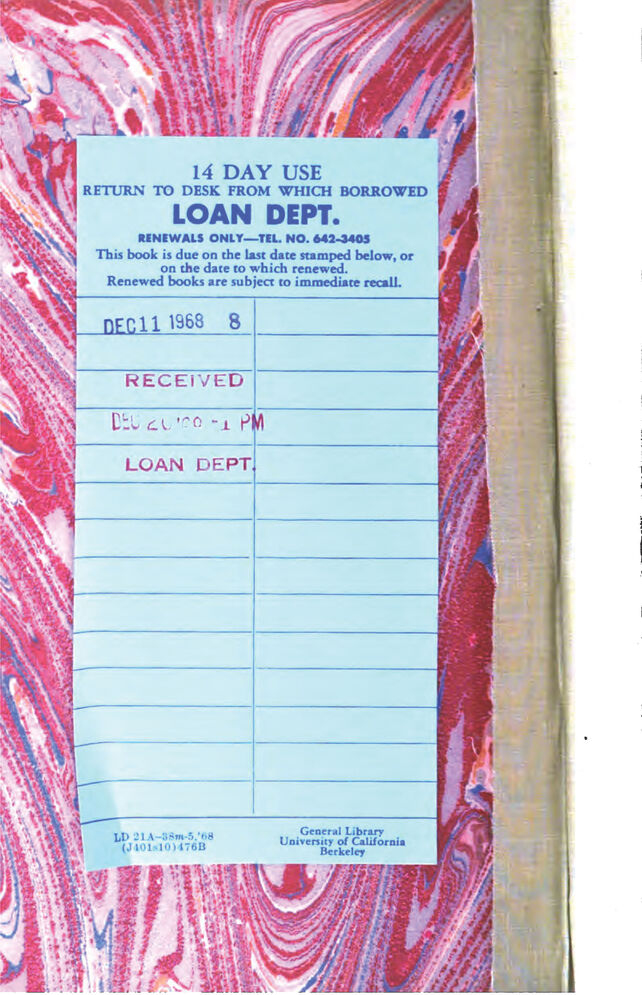 14 DAY USE
RETURN TO DESK FROM WHICH BORROWED
LOAN DEPT.
RENEWALS ONLY—TEL. NO. 642-3405
This book is due on the last date stamped below, or
on the date to which renewed.
Renewed books are subject to immediate recall.
DEC 11 1968 8
RECEIVED
PM
LOAN DEPT.
LD 21A–38m-5,'68
(J401s10)476B
General Library
University of California
Berkeley